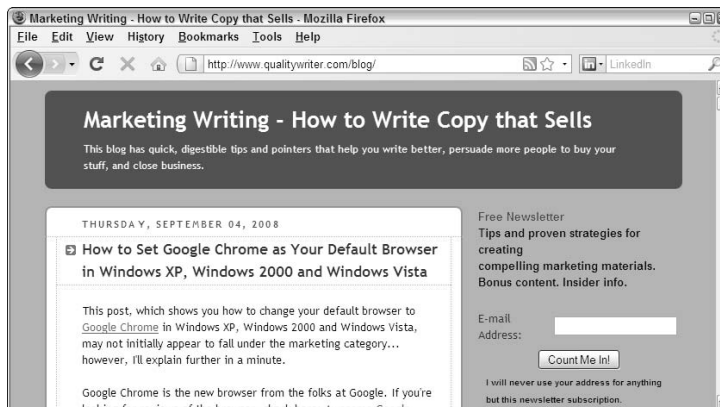 Marketing Writing - How to Write Copy that Sells - Mozilla Firefox
File Edit View History Bookmarks Tools Help
http://www.qualitywriter.com/blog/
LinkedIn
Marketing Writing - How to Write Copy that Sells
This blog has quick, digestible tips and pointers that help you write better, persuade more people to buy your
stuff, and close business.
THURSDAY, SEPTEMBER 04, 2008
How to Set Google Chrome as Your Default Browser
in Windows XP, Windows 2000 and Windows Vista
This post, which shows you how to change your default browser to
Google Chrome in Windows XP, Windows 2000 and Windows Vista,
may not initially appear to fall under the marketing category...
however, I'll explain further in a minute.
Google Chrome is the new browser from the folks at Google. If you're
Free Newsletter
Tips and proven strategies for
creating
compelling marketing materials.
Bonus content. Insider info.
E-mail
Address:
Count Me In!
I will never use your address for anything
but this newsletter subscription.